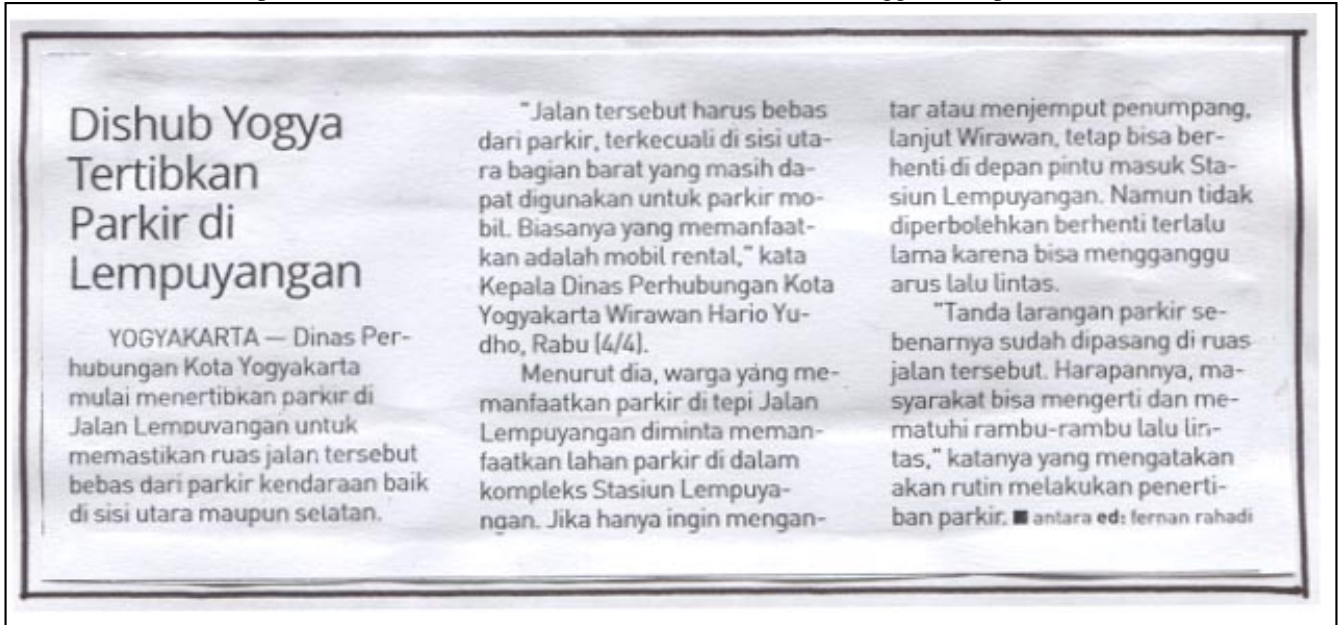 Dishub Yogya
Tertibkan
Parkir di
Lempuyangan
YOGYAKARTA — Dinas Per-
hubungan Kota Yogyakarta
mulai menertibkan parkir di
Jalan Lempuyangan untuk
memastikan ruas jalan tersebut
bebas dari parkir kendaraan baik
di sisi utara maupun selatan.
"Jalan tersebut harus bebas
dari parkir, terkecuali di sisi uta-
ra bagian barat yang masih da-
pat digunakan untuk parkir mo-
bil. Biasanya yang memanfaat-
kan adalah mobil rental," kata
Kepala Dinas Perhubungan Kota
Yogyakarta Wirawan Hario Yu-
dho, Rabu (4/4).
Menurut dia, warga yang me-
manfaatkan parkir di tepi Jalan
Lempuyangan diminta meman-
faatkan lahan parkir di dalam
kompleks Stasiun Lempuya-
ngan. Jika hanya ingin mengan-
tar atau menjemput penumpang,
lanjut Wirawan, tetap bisa ber-
henti di depan pintu masuk Sta-
siun Lempuyangan. Namun tidak
diperbolehkan berhenti terlalu
lama karena bisa mengganggu
arus lalu lintas.
"Tanda larangan parkir se-
benarnya sudah dipasang di ruas
jalan tersebut. Harapannya, ma-
syarakat bisa mengerti dan me-
matuhi rambu-rambu lalu lin-
tas," katanya yang mengatakan
akan rutin melakukan penerti-
ban parkir. ■ antara ed: fernan rahadi